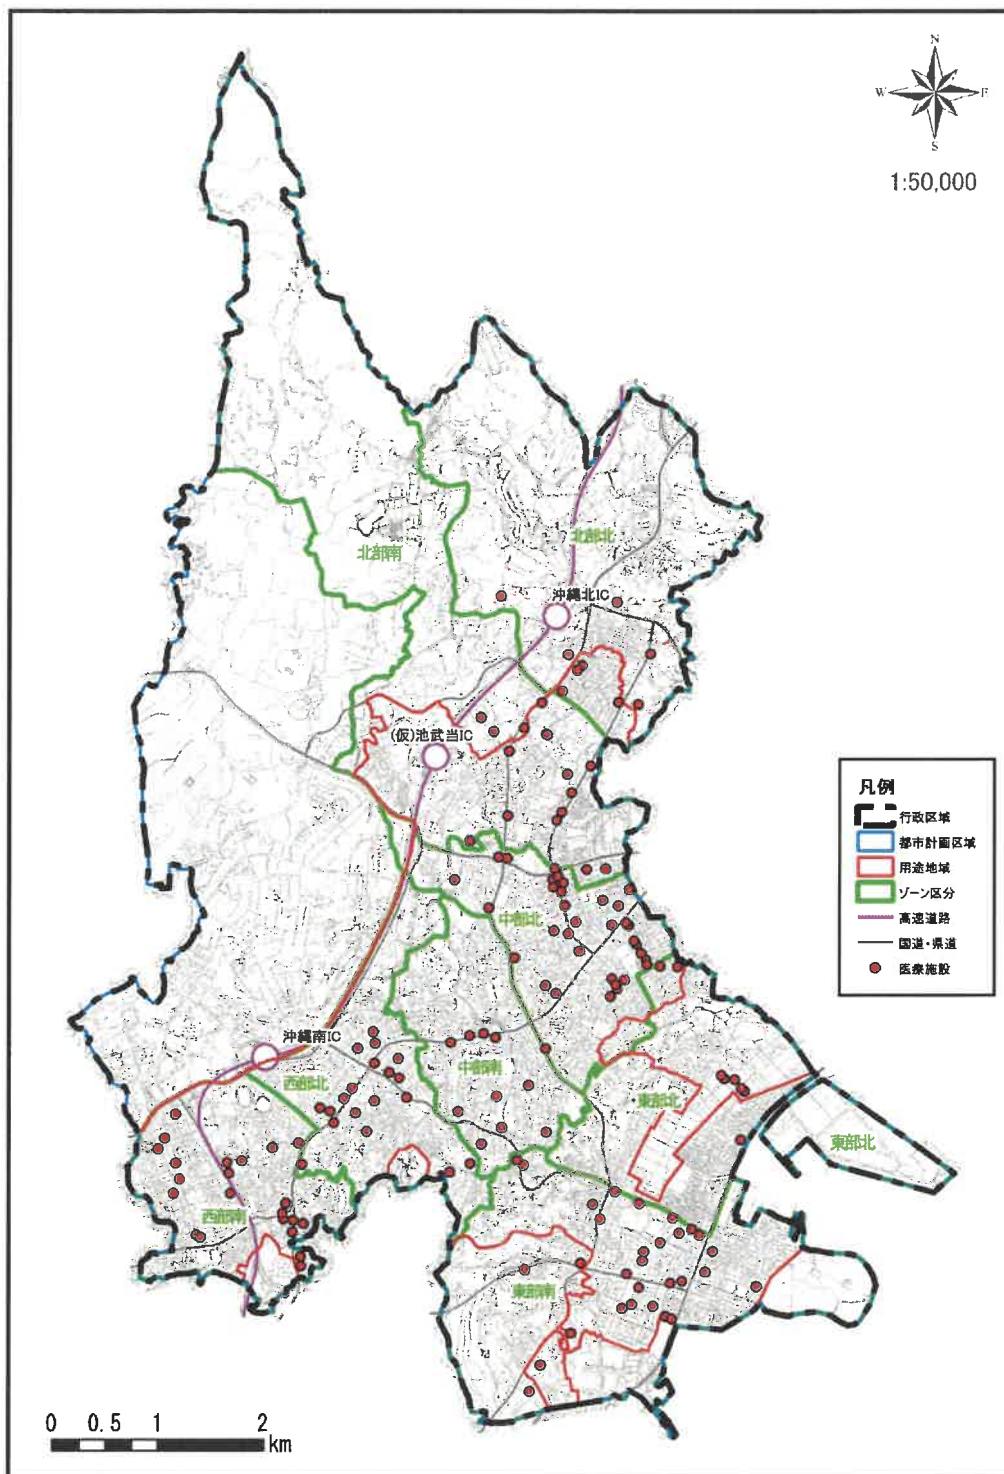 N
W
E
S
1:50,000
北部南
北部北
沖縄北IC
(仮)池武当IC
凡例
行政区域
都市計画区域
用途地域
ゾーン区分
高速道路
国道・県道
医療施設
中部北
沖縄南IC
西部北
中部南
東部北
東部北
西部南
東部南
0 0.5 1 2
km